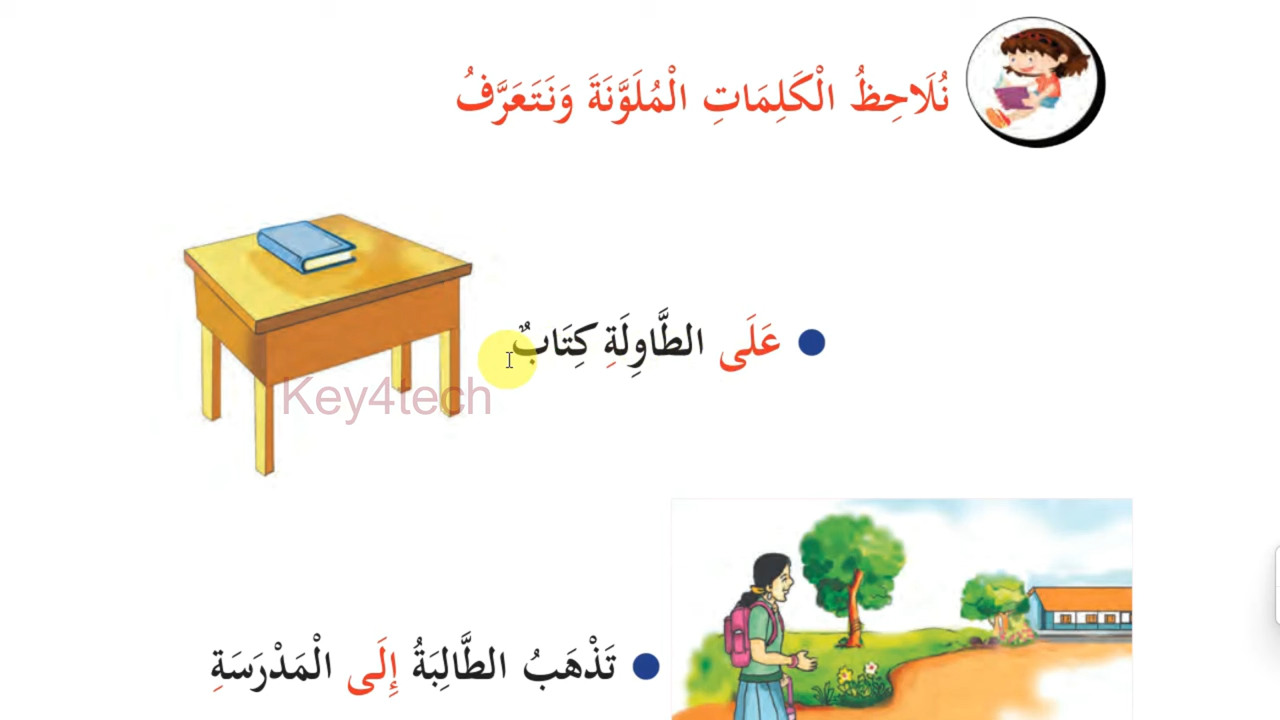 نُلَاحِظُ الْكَلِمَاتِ الْمُلَوَّنَةَ وَنَتَعَرَّفُ
عَلَى الطَّاوِلَةِ كِتَابٌ
Key4tech
تَذْهَبُ الطَّالِبَةُ إِلَى الْمَدْرَسَةِ